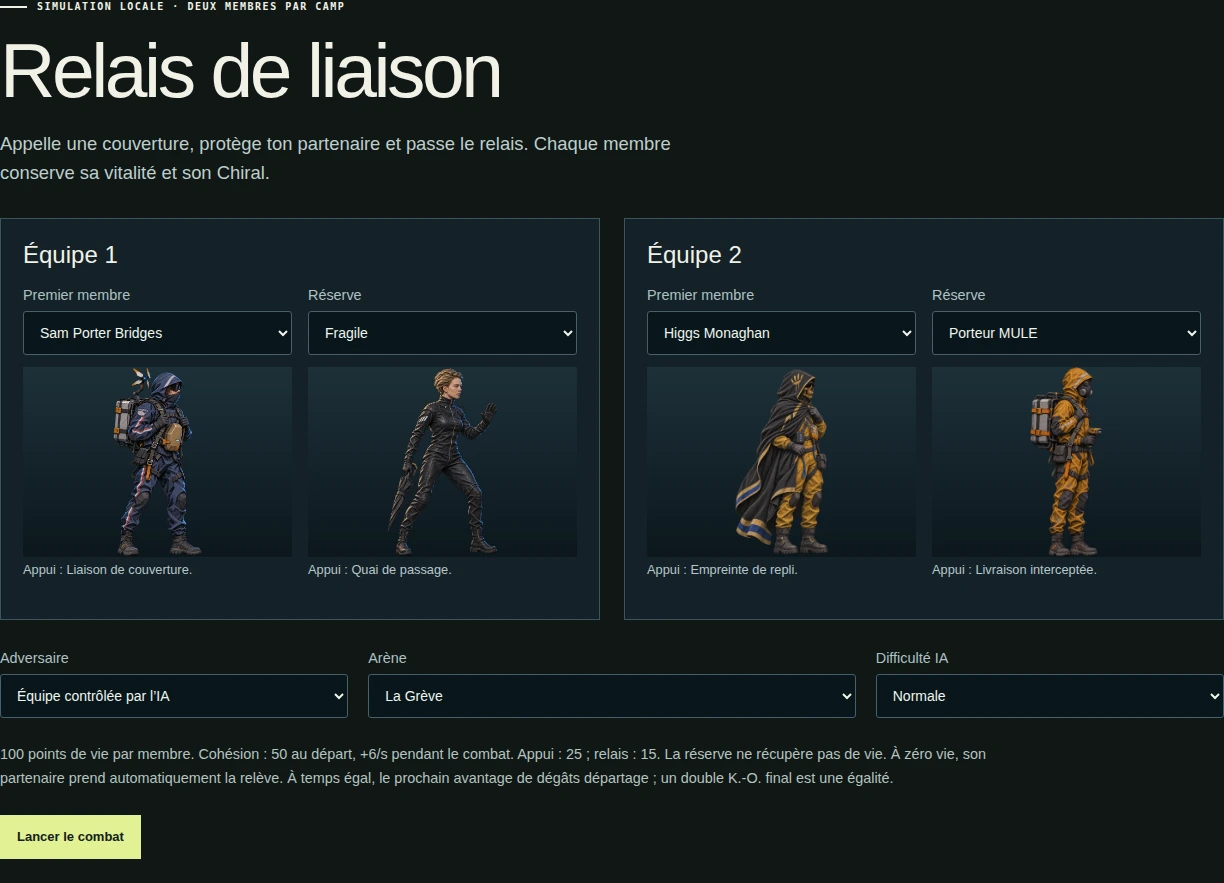 SIMULATION LOCALE · DEUX MEMBRES PAR CAMP
Relais de liaison
Appelle une couverture, protège ton partenaire et passe le relais. Chaque membre
conserve sa vitalité et son Chiral.
Équipe 1
Premier membre
Réserve
Sam Porter Bridges
Fragile
Appui : Liaison de couverture.
Appui : Quai de passage.
Équipe 2
Premier membre
Réserve
Higgs Monaghan
Porteur MULE
Appui : Empreinte de repli.
Appui : Livraison interceptée.
Adversaire
Arène
Difficulté IA
Équipe contrôlée par l’IA
La Grève
Normale
100 points de vie par membre. Cohésion : 50 au départ, +6/s pendant le combat. Appui : 25 ; relais : 15. La réserve ne récupère pas de vie. À zéro vie, son
partenaire prend automatiquement la relève. À temps égal, le prochain avantage de dégâts départage ; un double K.-O. final est une égalité.
Lancer le combat